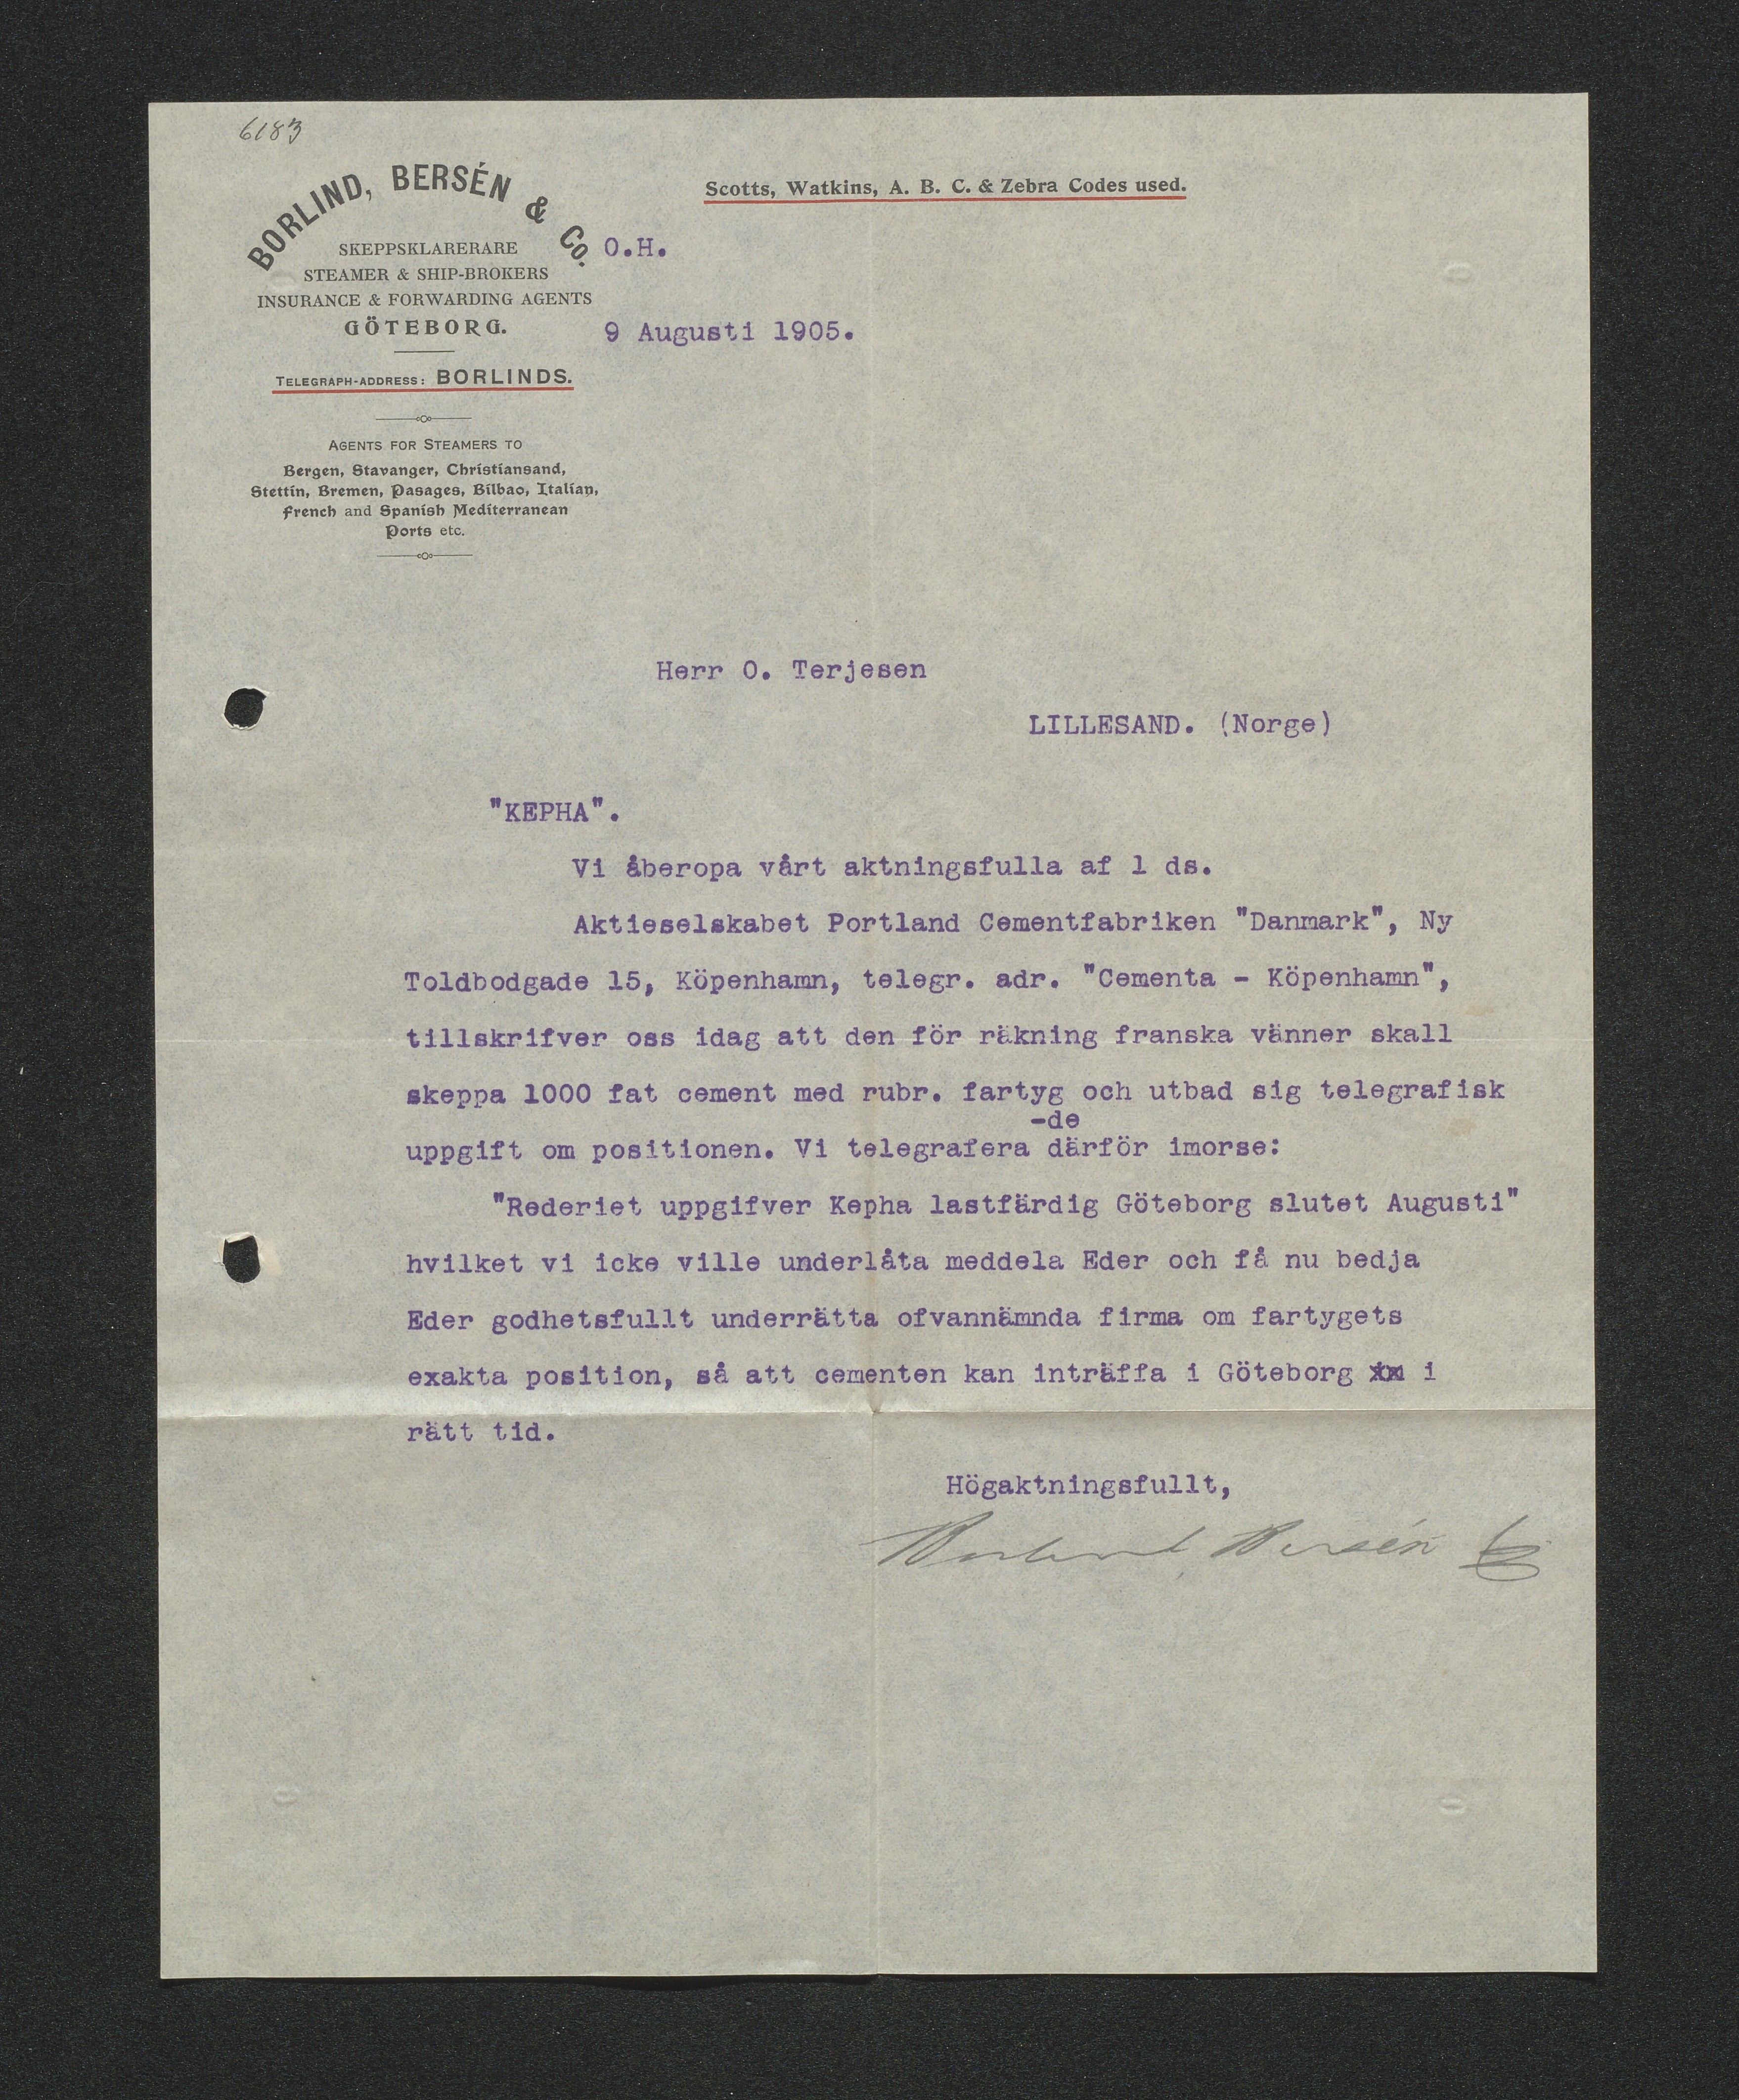 6183
BORLIND, BERSÉN & Co.
SKEPPSKLARERARE
STEAMER & SHIP-BROKERS
INSURANCE & FORWARDING AGENTS
GÖTEBORG.
TELEGRAPH-ADDRESS: BORLINDS.
AGENTS FOR STEAMERS TO
Bergen, Stavanger, Christiansand,
Stettin, Bremen, Pasages, Bilbao, Italian,
French and Spanish Mediterranean
Ports etc.
Scotts, Watkins, A. B. C. & Zebra Codes used.
O.H.
9 Augusti 1905.
Herr O. Terjesen
LILLESAND. (Norge)
"KEPHA".
Vi åberopa vårt aktningsfulla af 1 ds.
Aktieselskabet Portland Cementfabriken "Danmark", Ny
Toldbodgade 15, Köpenhamn, telegr. adr. "Cementa - Köpenhamn",
tillskrifver oss idag att den för räkning franska vänner skall
skeppa 1000 fat cement med rubr. fartyg och utbad sig telegrafisk
-de
uppgift om positionen. Vi telegrafera därför imorse:
"Rederiet uppgifver Kepha lastfärdig Göteborg slutet Augusti"
hvilket vi icke ville underlåta meddela Eder och få nu bedja
Eder godhetsfullt underrätta ofvannämnda firma om fartygets
exakta position, så att cementen kan inträffa i Göteborg i
rätt tid.
Högaktningsfullt,
Borlind, Bersén & Co